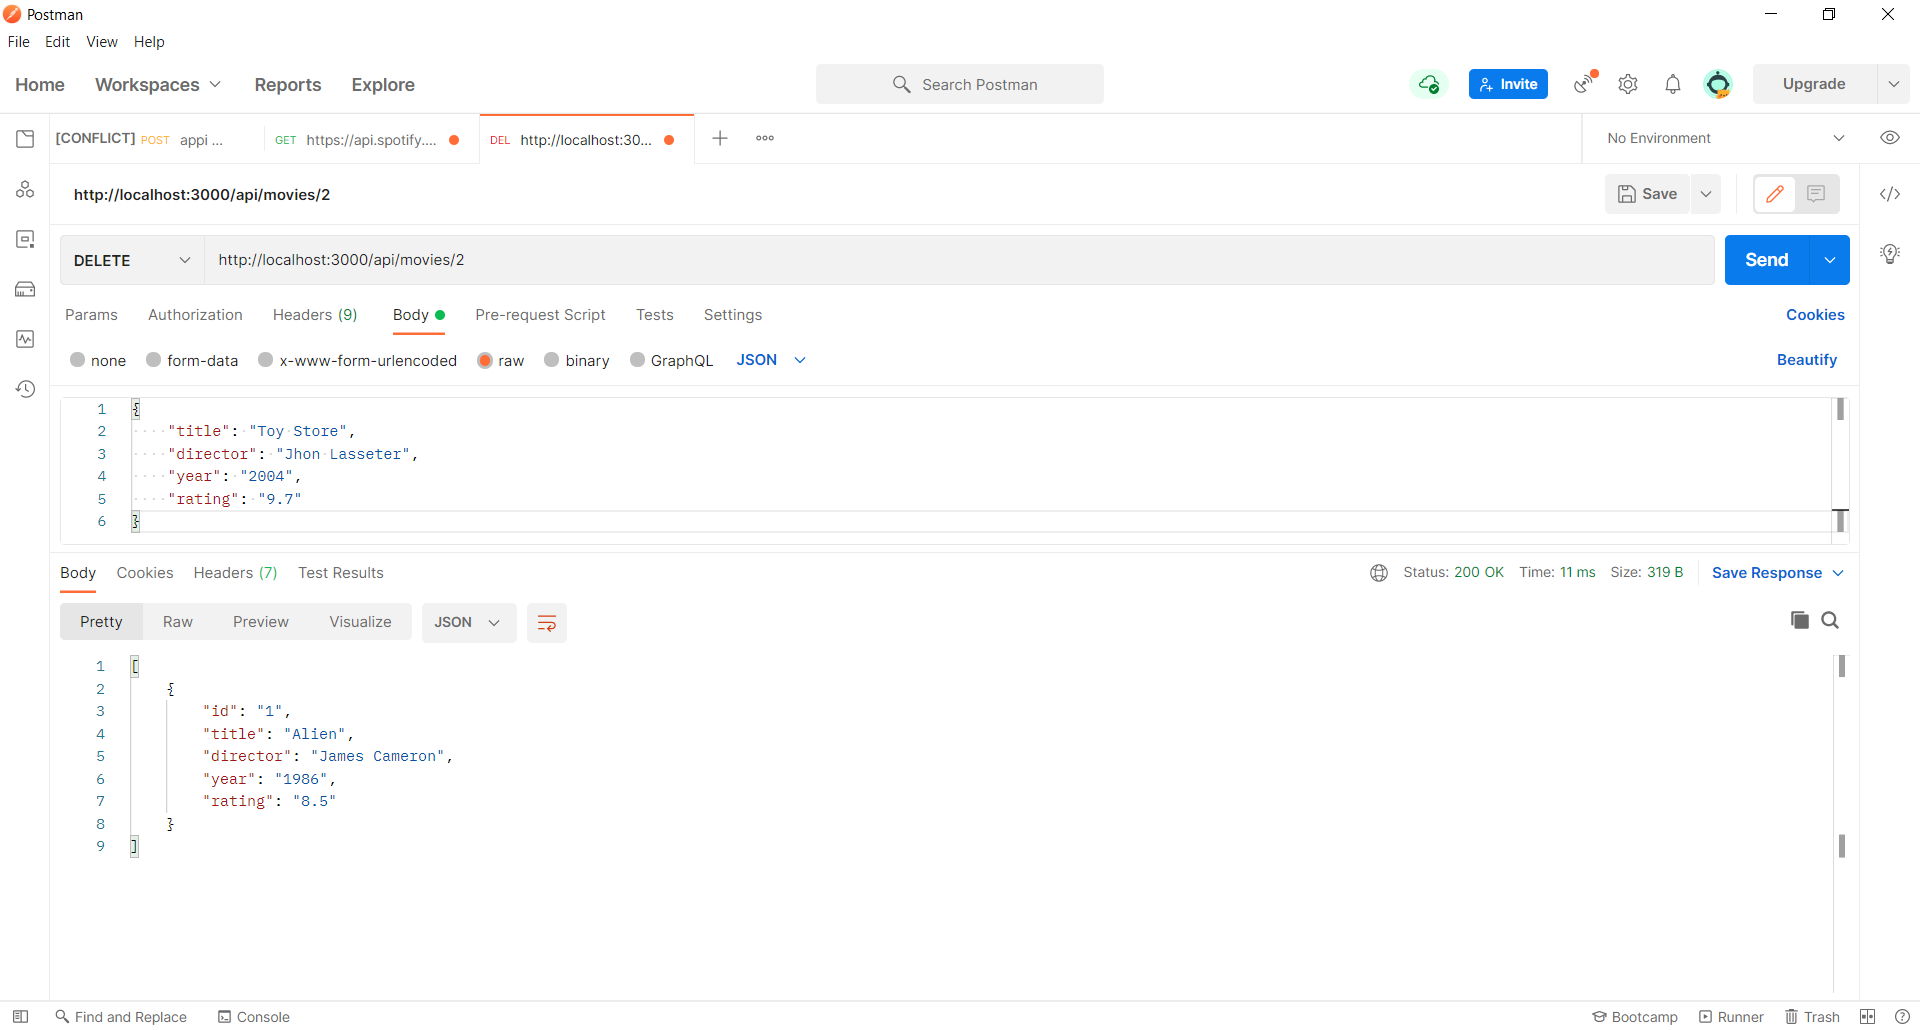 Postman
File Edit View Help
Home Workspaces Reports Explore Search Postman Invite Upgrade
[CONFLICT] POST appi ... GET https://api.spotify.... DEL http://localhost:30... No Environment
http://localhost:3000/api/movies/2 Save
DELETE http://localhost:3000/api/movies/2 Send
Params Authorization Headers (9) Body Pre-request Script Tests Settings Cookies
none form-data x-www-form-urlencoded raw binary GraphQL JSON Beautify
1 {
2 "title": "Toy Store",
3 "director": "Jhon Lasseter",
4 "year": "2004",
5 "rating": "9.7"
6 }
Body Cookies Headers (7) Test Results Status: 200 OK Time: 11 ms Size: 319 B Save Response
Pretty Raw Preview Visualize JSON
1 [
2 {
3 "id": "1",
4 "title": "Alien",
5 "director": "James Cameron",
6 "year": "1986",
7 "rating": "8.5"
8 }
9 ]
Find and Replace Console Bootcamp Runner Trash